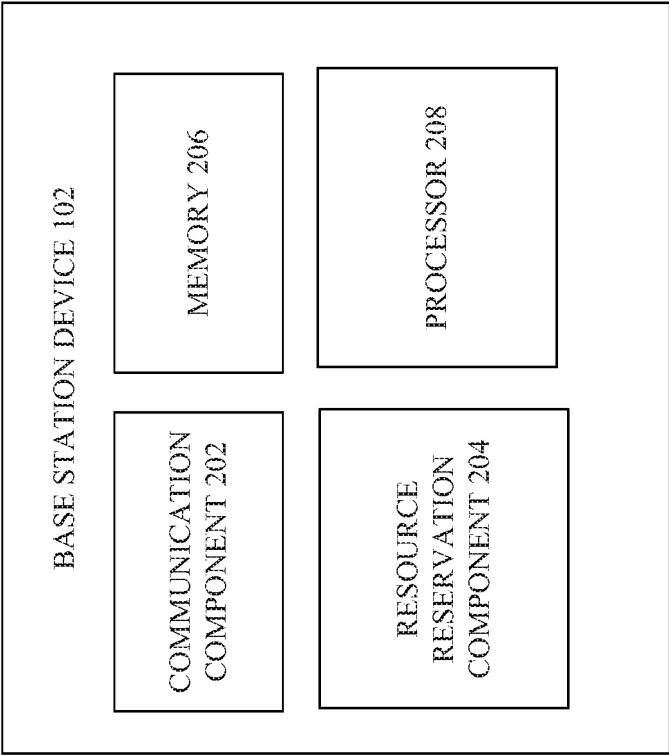 BASE STATION DEVICE 102
COMMUNICATION
COMPONENT 202
MEMORY 206
RESOURCE
RESERVATION
COMPONENT 204
PROCESSOR 208